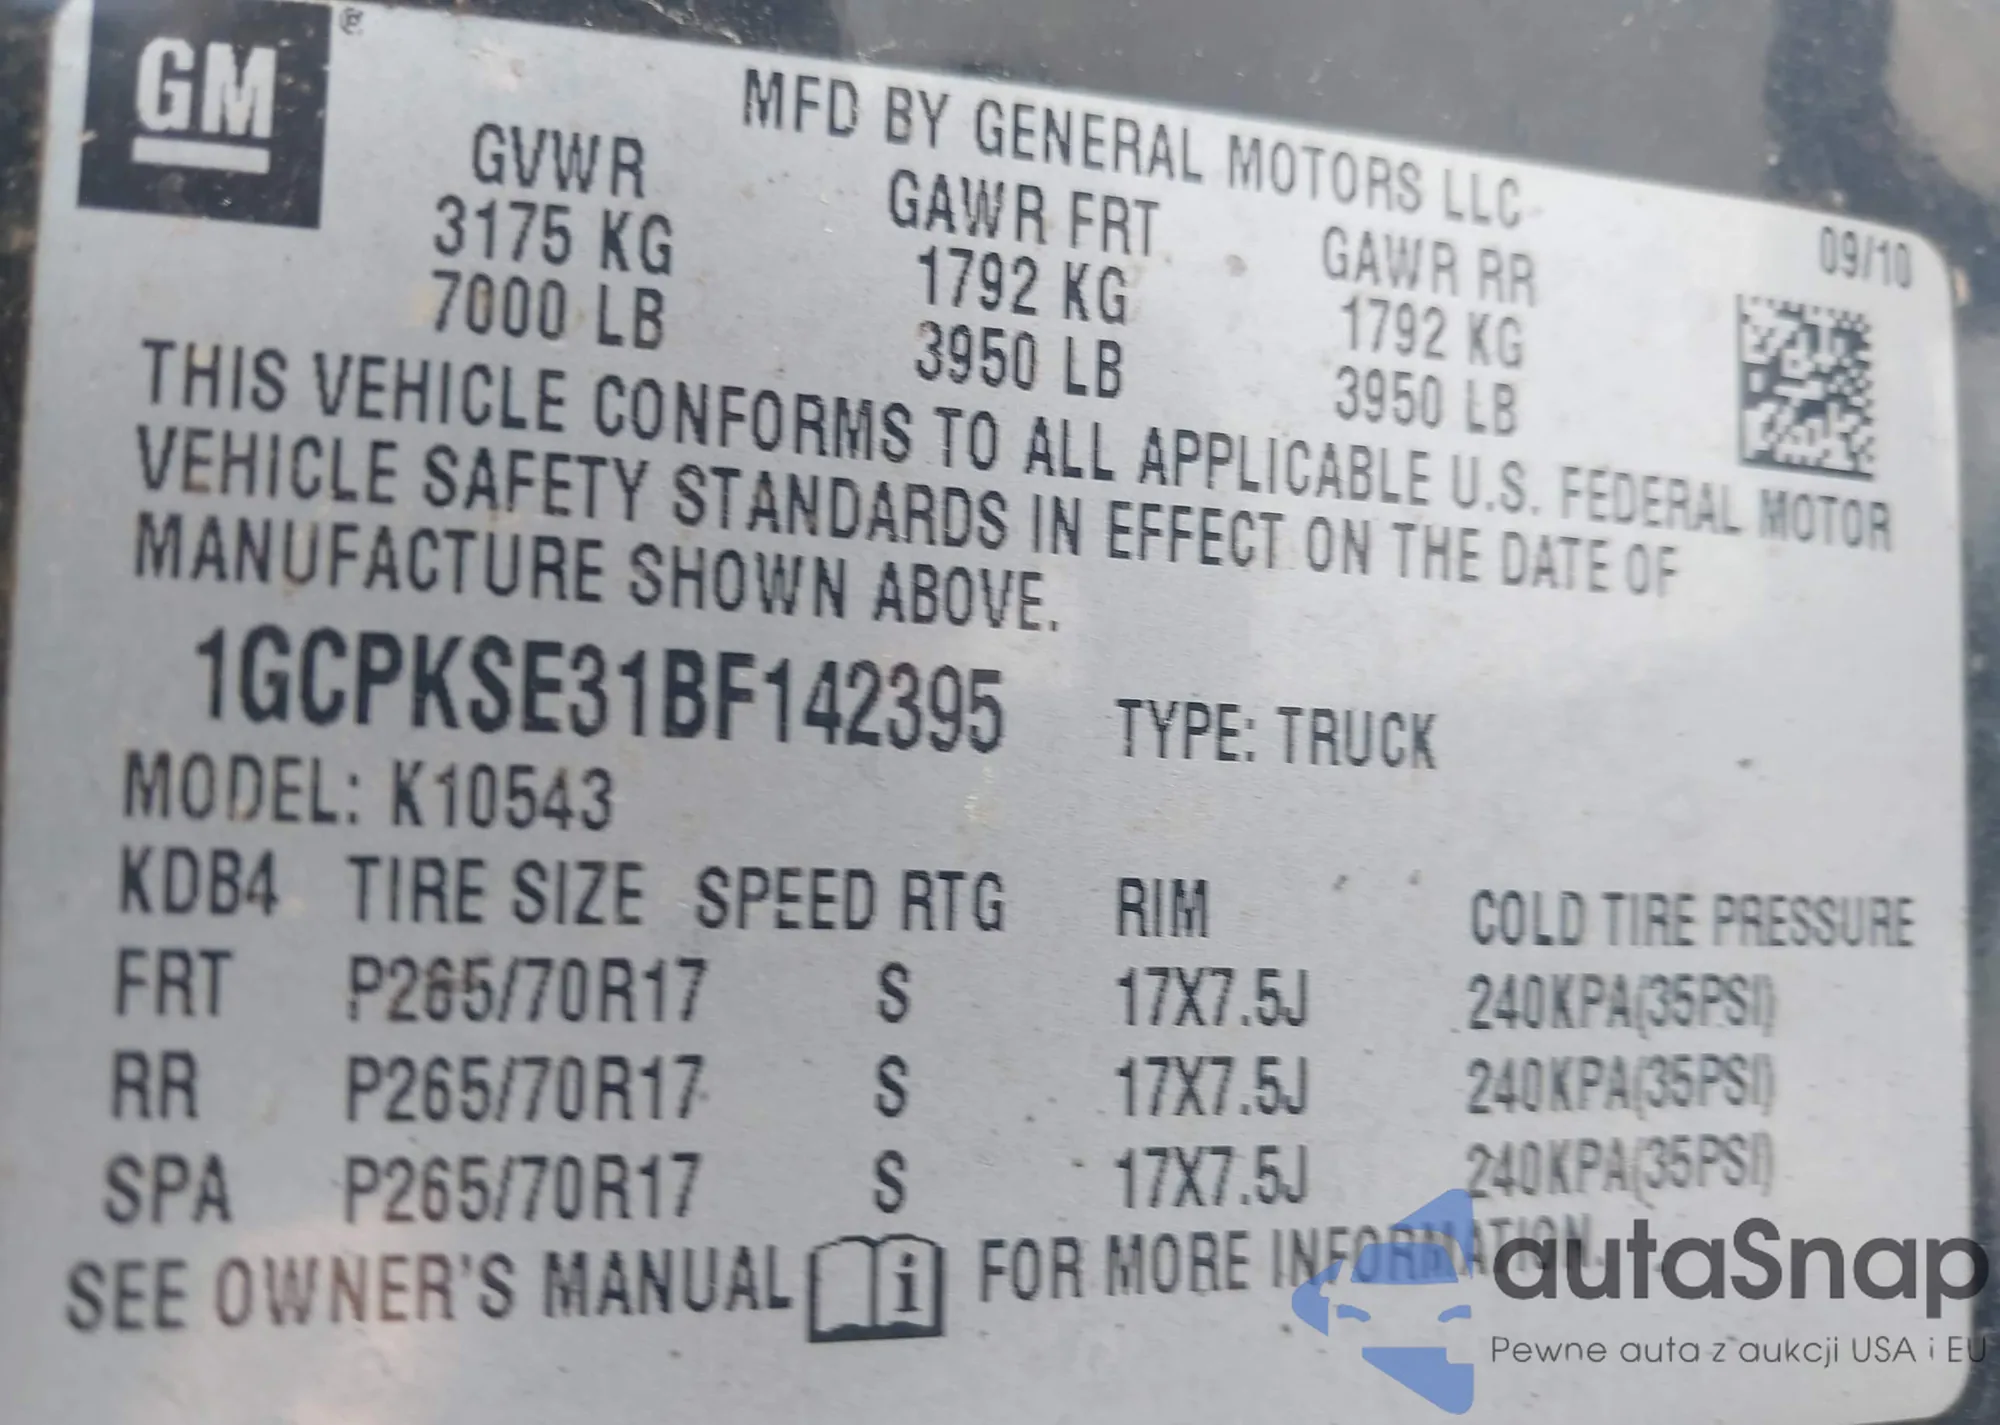 GM
MFD BY GENERAL MOTORS LLC
09/10
GVWR GAWR FRT GAWR RR
3175 KG 1792 KG 1792 KG
7000 LB 3950 LB 3950 LB
THIS VEHICLE CONFORMS TO ALL APPLICABLE U.S. FEDERAL MOTOR
VEHICLE SAFETY STANDARDS IN EFFECT ON THE DATE OF
MANUFACTURE SHOWN ABOVE.
1GCPKSE31BF142395 TYPE: TRUCK
MODEL: K10543
KDB4 TIRE SIZE SPEED RTG RIM COLD TIRE PRESSURE
FRT P265/70R17 S 17X7.5J 240KPA(35PSI)
RR P265/70R17 S 17X7.5J 240KPA(35PSI)
SPA P265/70R17 S 17X7.5J 240KPA(35PSI)
SEE OWNER'S MANUAL i FOR MORE INFORMATION.
autaSnap
Pewne auta z aukcji USA i EU